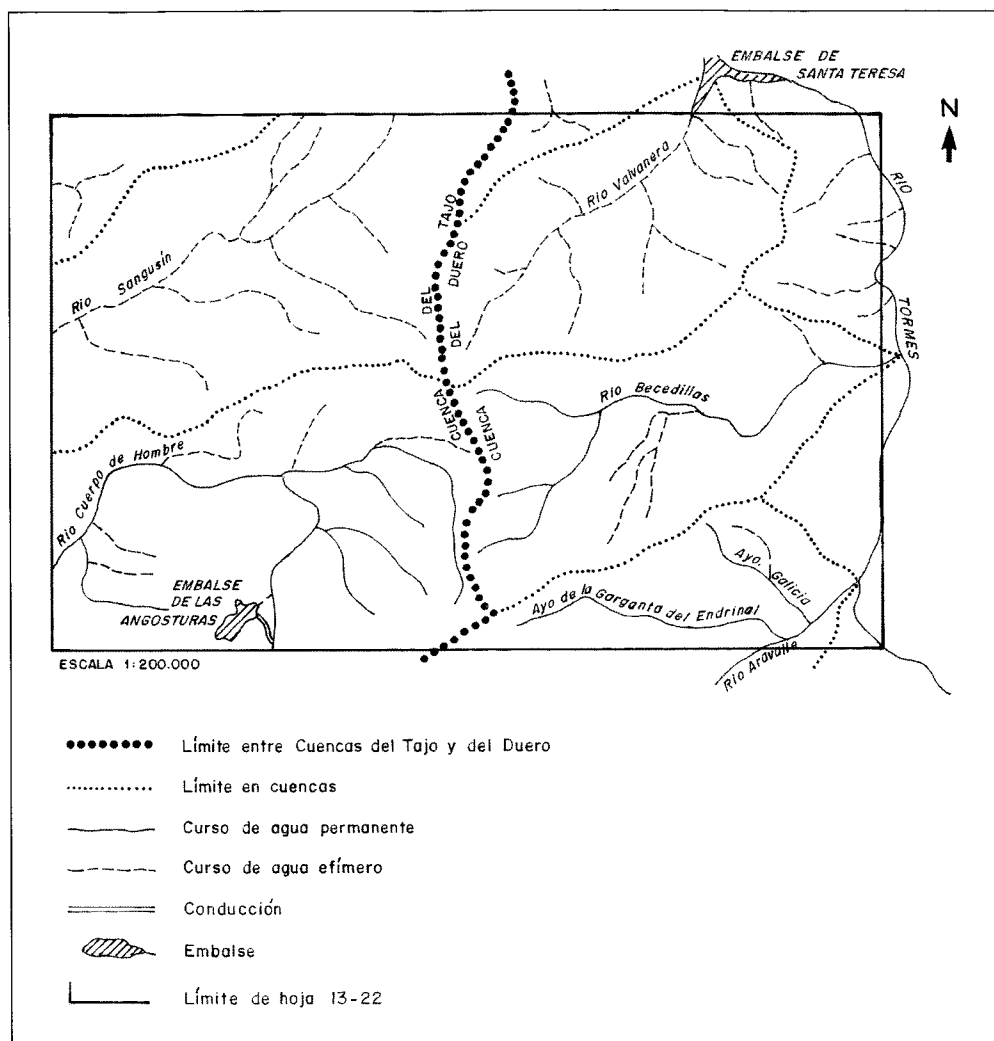 EMBALSE DE
SANTA TERESA
N
RIO
TORMES
Rio Valvanera
TAJO
DUERO
DEL
DEL
CUENCA
CUENCA
Rio Sangusín
Rio Becedillas
Rio Cuerpo de Hombre
EMBALSE
DE LAS
ANGOSTURAS
Ayo. Galicia
Ayo de la Garganta del Endrinal
Rio Aravalle
ESCALA 1:200.000
Límite entre Cuencas del Tajo y del Duero
Límite en cuencas
Curso de agua permanente
Curso de agua efímero
Conducción
Embalse
Límite de hoja 13-22